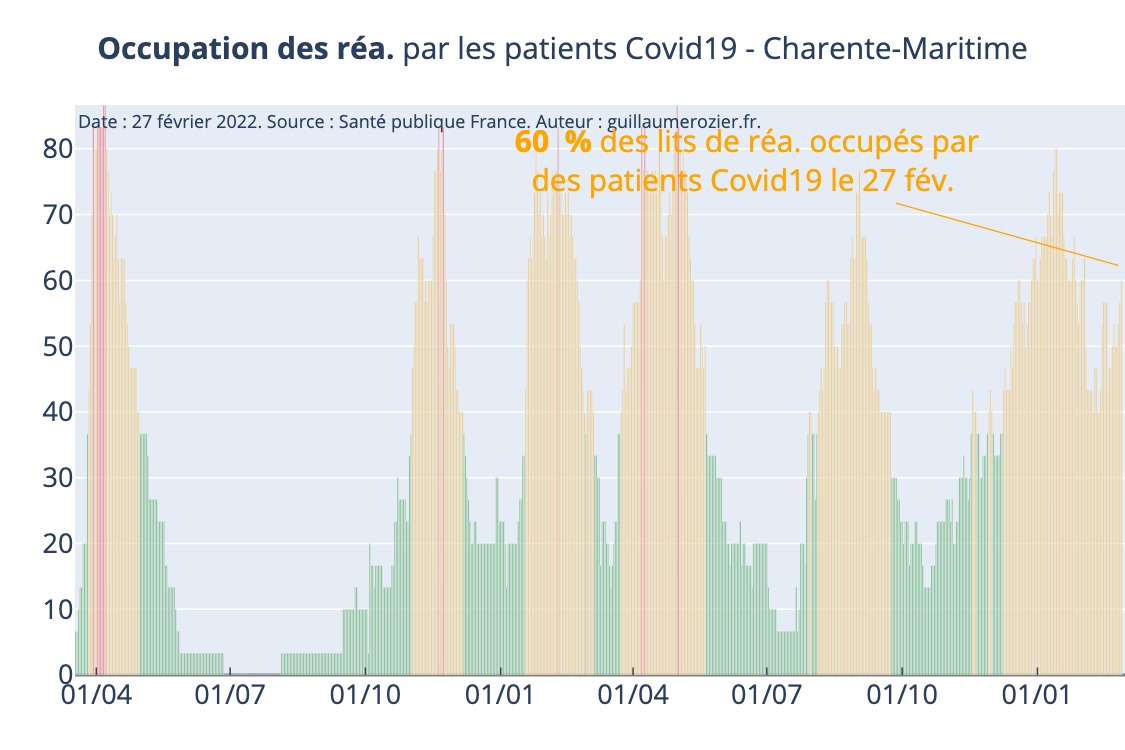 Occupation des réa. par les patients Covid19 - Charente-Maritime
Date : 27 février 2022. Source : Santé publique France. Auteur : guillaumerozier.fr.
60  % des lits de réa. occupés par
des patients Covid19 le 27 fév.
80
70
60
50
40
30
20
10
0
01/04 01/07 01/10 01/01 01/04 01/07 01/10 01/01